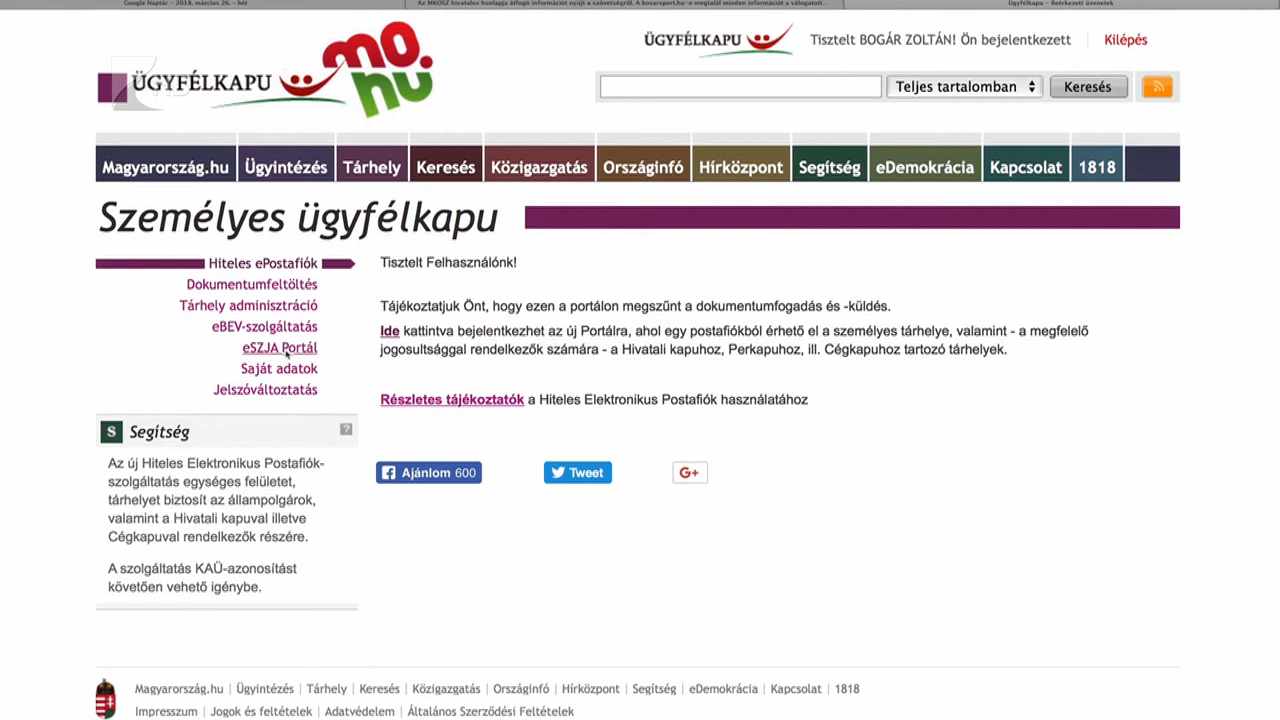 Google Naptár – 2018. március 26. – hét
Az MKOSZ hivatalos honlapja átfogó információt nyújt a szövetségről. A kosarsport.hu-n megtalál minden információt a válogatott...
Ügyfélkapu – Beérkezett üzenetek
ÜGYFÉLKAPU
mo.
hu
ÜGYFÉLKAPU
Tisztelt BOGÁR ZOLTÁN! Ön bejelentkezett
Kilépés
Teljes tartalomban
Keresés
Magyarország.hu
Ügyintézés
Tárhely
Keresés
Közigazgatás
Országinfó
Hírközpont
Segítség
eDemokrácia
Kapcsolat
1818
Személyes ügyfélkapu
Hiteles ePostafiók
Dokumentumfeltöltés
Tárhely adminisztráció
eBEV-szolgáltatás
eSZJA Portál
Saját adatok
Jelszóváltoztatás
S Segítség ?
Az új Hiteles Elektronikus Postafiók-
szolgáltatás egységes felületet,
tárhelyet biztosít az állampolgárok,
valamint a Hivatali kapuval illetve
Cégkapuval rendelkezők részére.
A szolgáltatás KAÜ-azonosítást
követően vehető igénybe.
Tisztelt Felhasználónk!
Tájékoztatjuk Önt, hogy ezen a portálon megszűnt a dokumentumfogadás és -küldés.
Ide kattintva bejelentkezhet az új Portálra, ahol egy postafiókból érhető el a személyes tárhelye, valamint - a megfelelő
jogosultsággal rendelkezők számára - a Hivatali kapuhoz, Perkapuhoz, ill. Cégkapuhoz tartozó tárhelyek.
Részletes tájékoztatók a Hiteles Elektronikus Postafiók használatához
Ajánlom 600
Tweet
G+
Magyarország.hu | Ügyintézés | Tárhely | Keresés | Közigazgatás | Országinfó | Hírközpont | Segítség | eDemokrácia | Kapcsolat | 1818
Impresszum | Jogok és feltételek | Adatvédelem | Általános Szerződési Feltételek